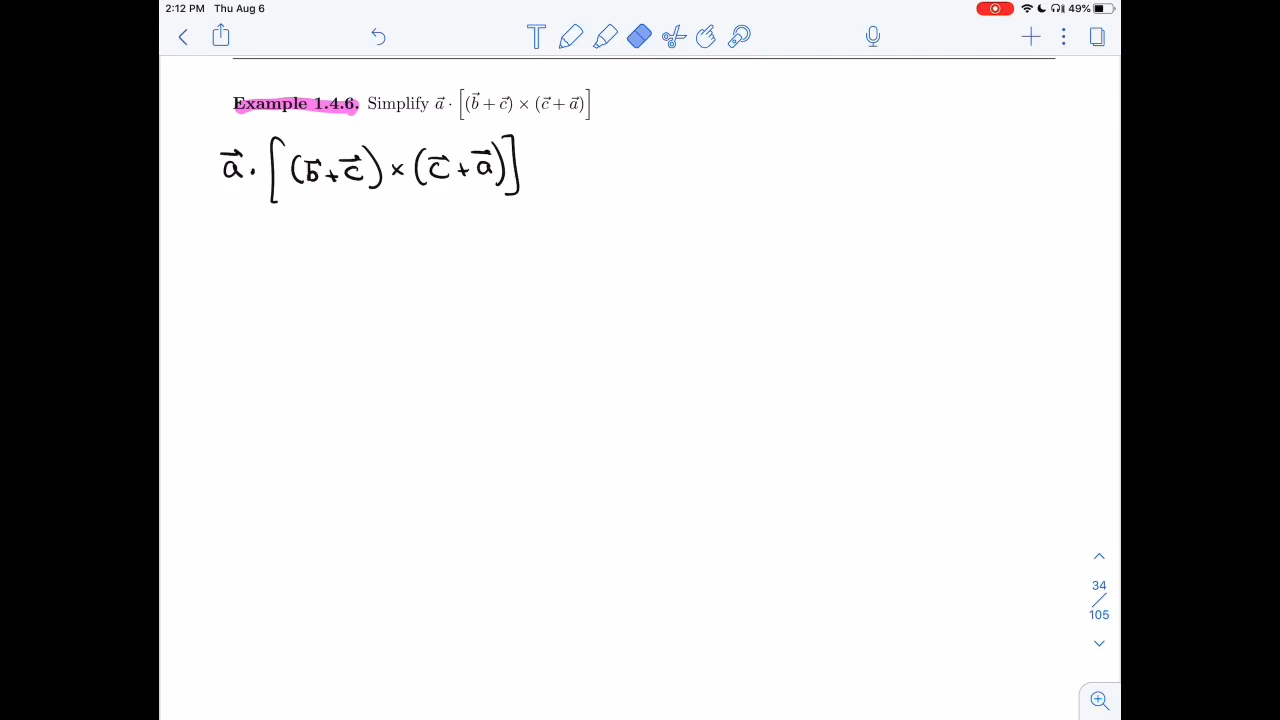 2:12 PM Thu Aug 6 49%
T
Example 1.4.6. Simplify a⃗ · [(b⃗ + c⃗) × (c⃗ + a⃗)]
a⃗ · [(b⃗ + c⃗) × (c⃗ + a⃗)]
34
105